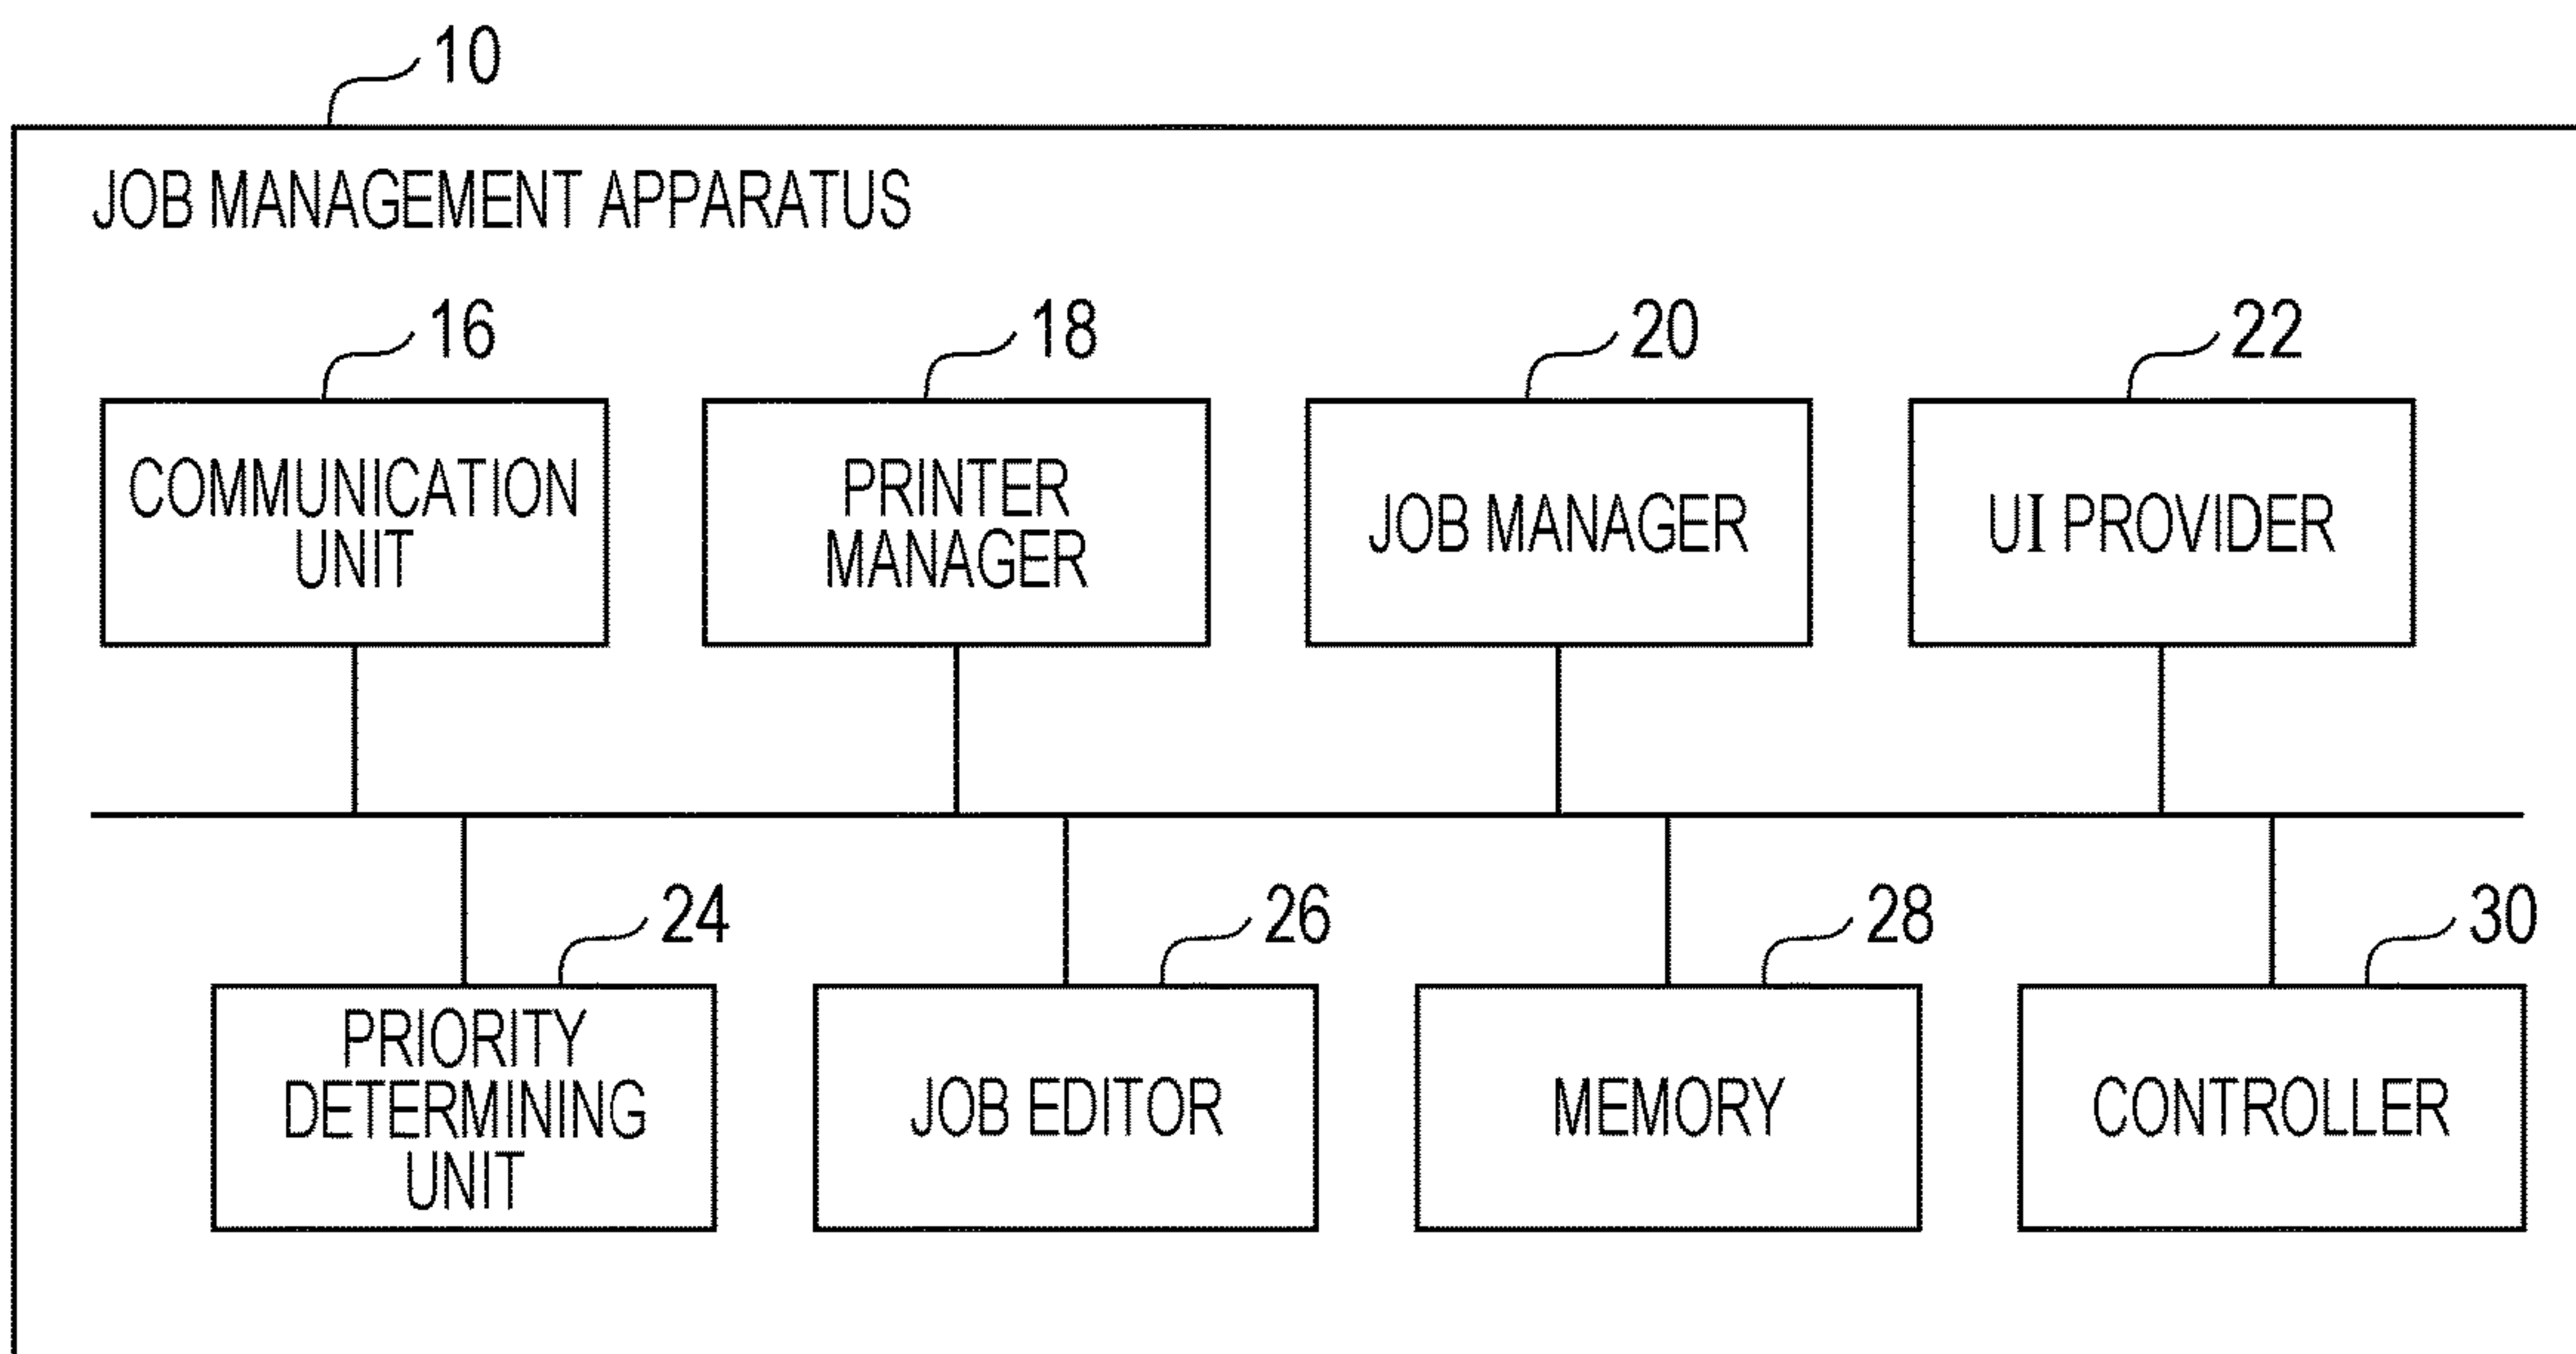 10
JOB MANAGEMENT APPARATUS
16
18
20
22
COMMUNICATION
UNIT
PRINTER
MANAGER
JOB MANAGER
UI PROVIDER
24
26
28
30
PRIORITY
DETERMINING
UNIT
JOB EDITOR
MEMORY
CONTROLLER